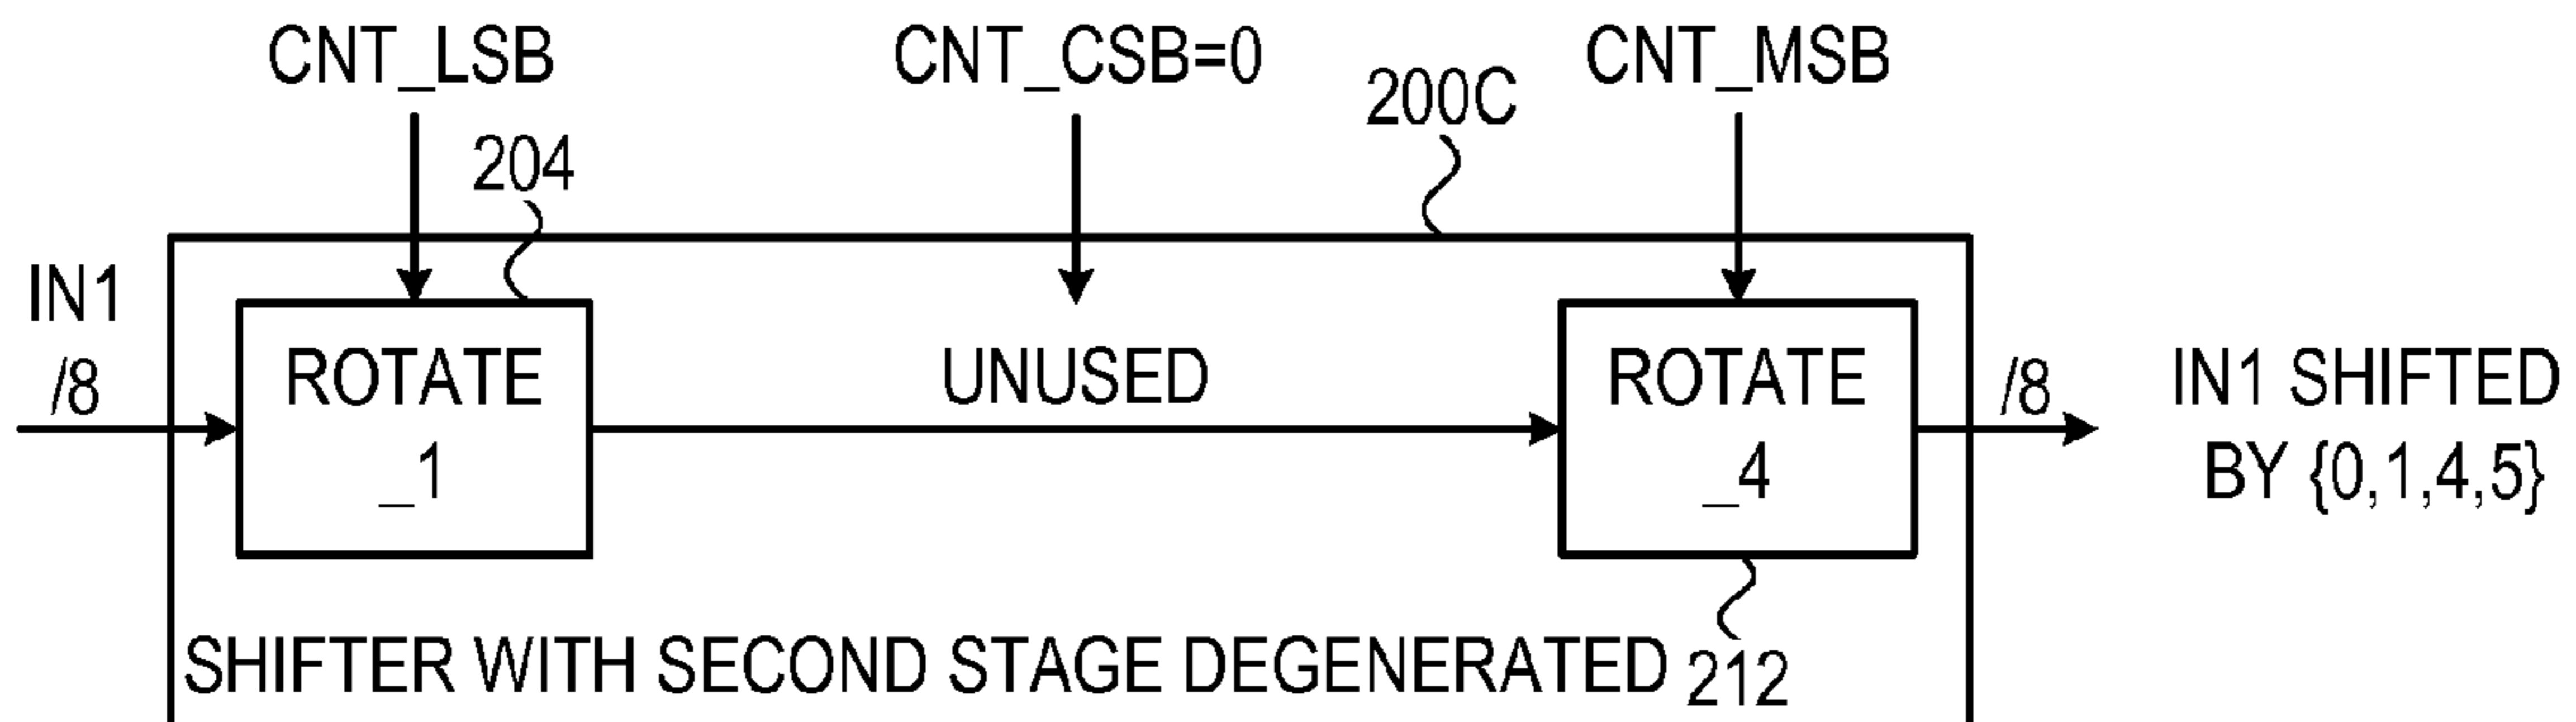 CNT_LSB
CNT_CSB=0
CNT_MSB
200C
204
IN1
/8
ROTATE
_1
UNUSED
ROTATE
_4
/8
IN1 SHIFTED
BY {0,1,4,5}
SHIFTER WITH SECOND STAGE DEGENERATED
212